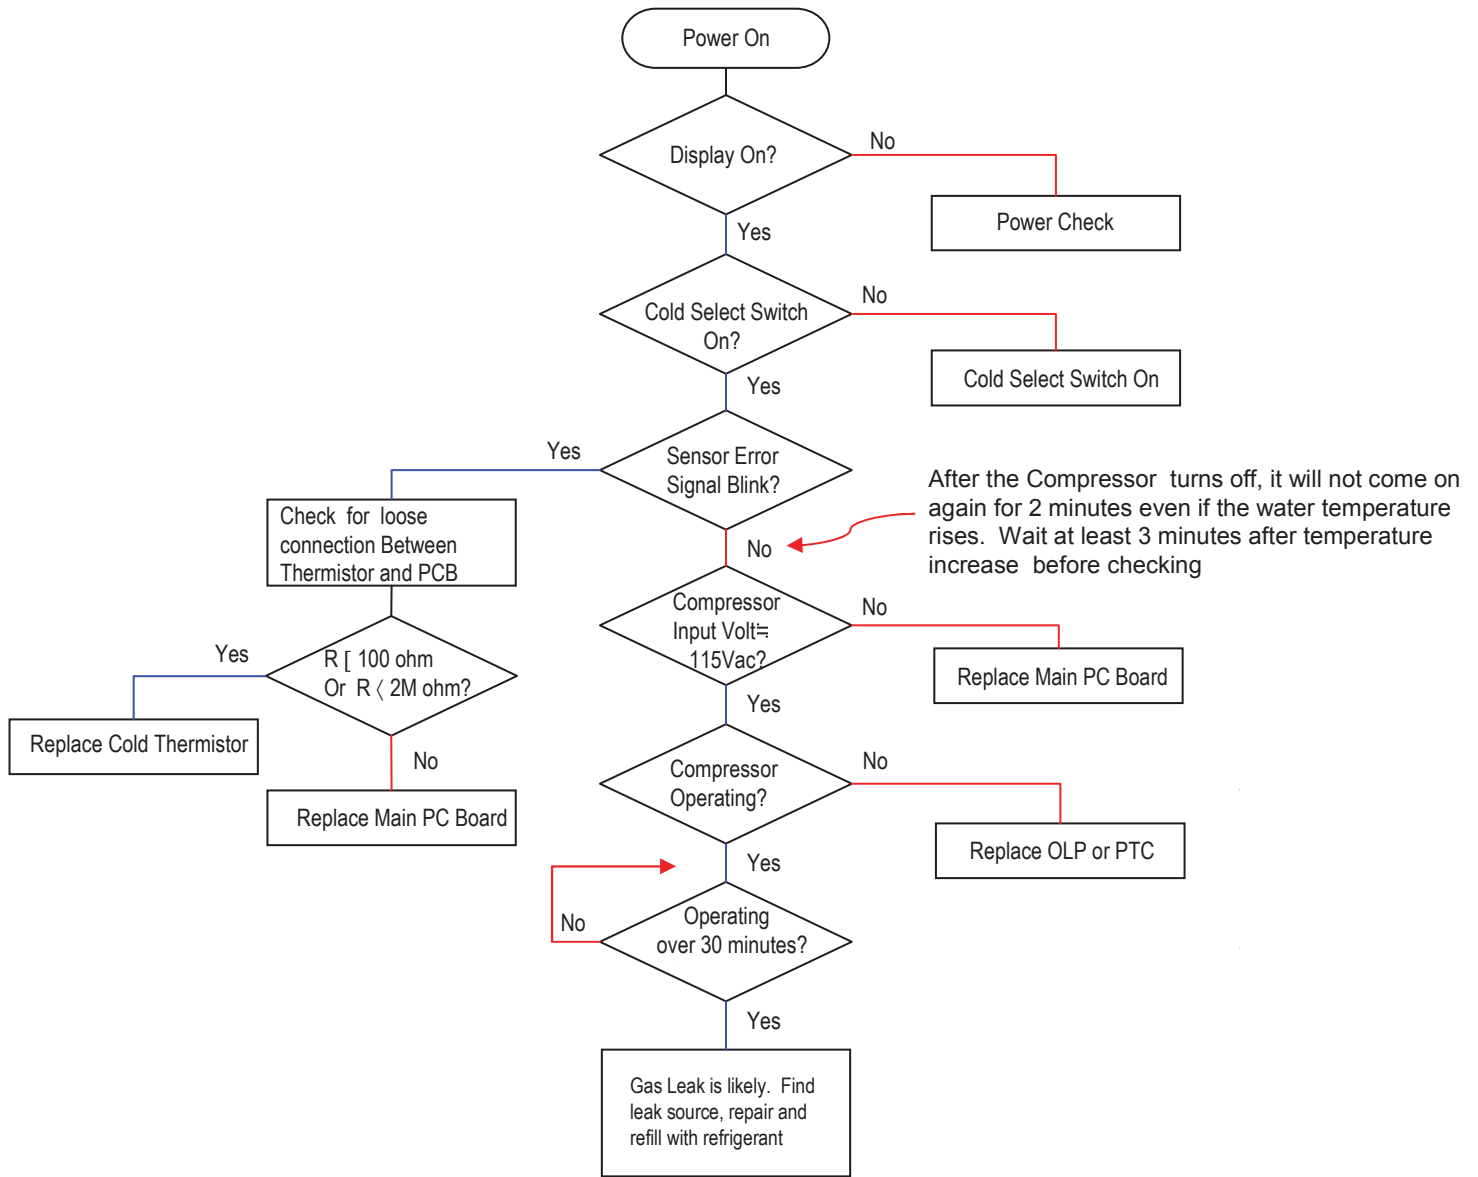 Power On
Display On?
No
Power Check
Yes
Cold Select Switch
On?
No
Cold Select Switch On
Yes
Sensor Error
Signal Blink?
Yes
Check for loose
connection Between
Thermistor and PCB
R [ 100 ohm
Or R〈 2M ohm?
Yes
Replace Cold Thermistor
No
Replace Main PC Board
No
After the Compressor turns off, it will not come on
again for 2 minutes even if the water temperature
rises. Wait at least 3 minutes after temperature
increase before checking
Compressor
Input Volt≒
115Vac?
No
Replace Main PC Board
Yes
Compressor
Operating?
No
Replace OLP or PTC
Yes
Operating
over 30 minutes?
No
Yes
Gas Leak is likely. Find
leak source, repair and
refill with refrigerant